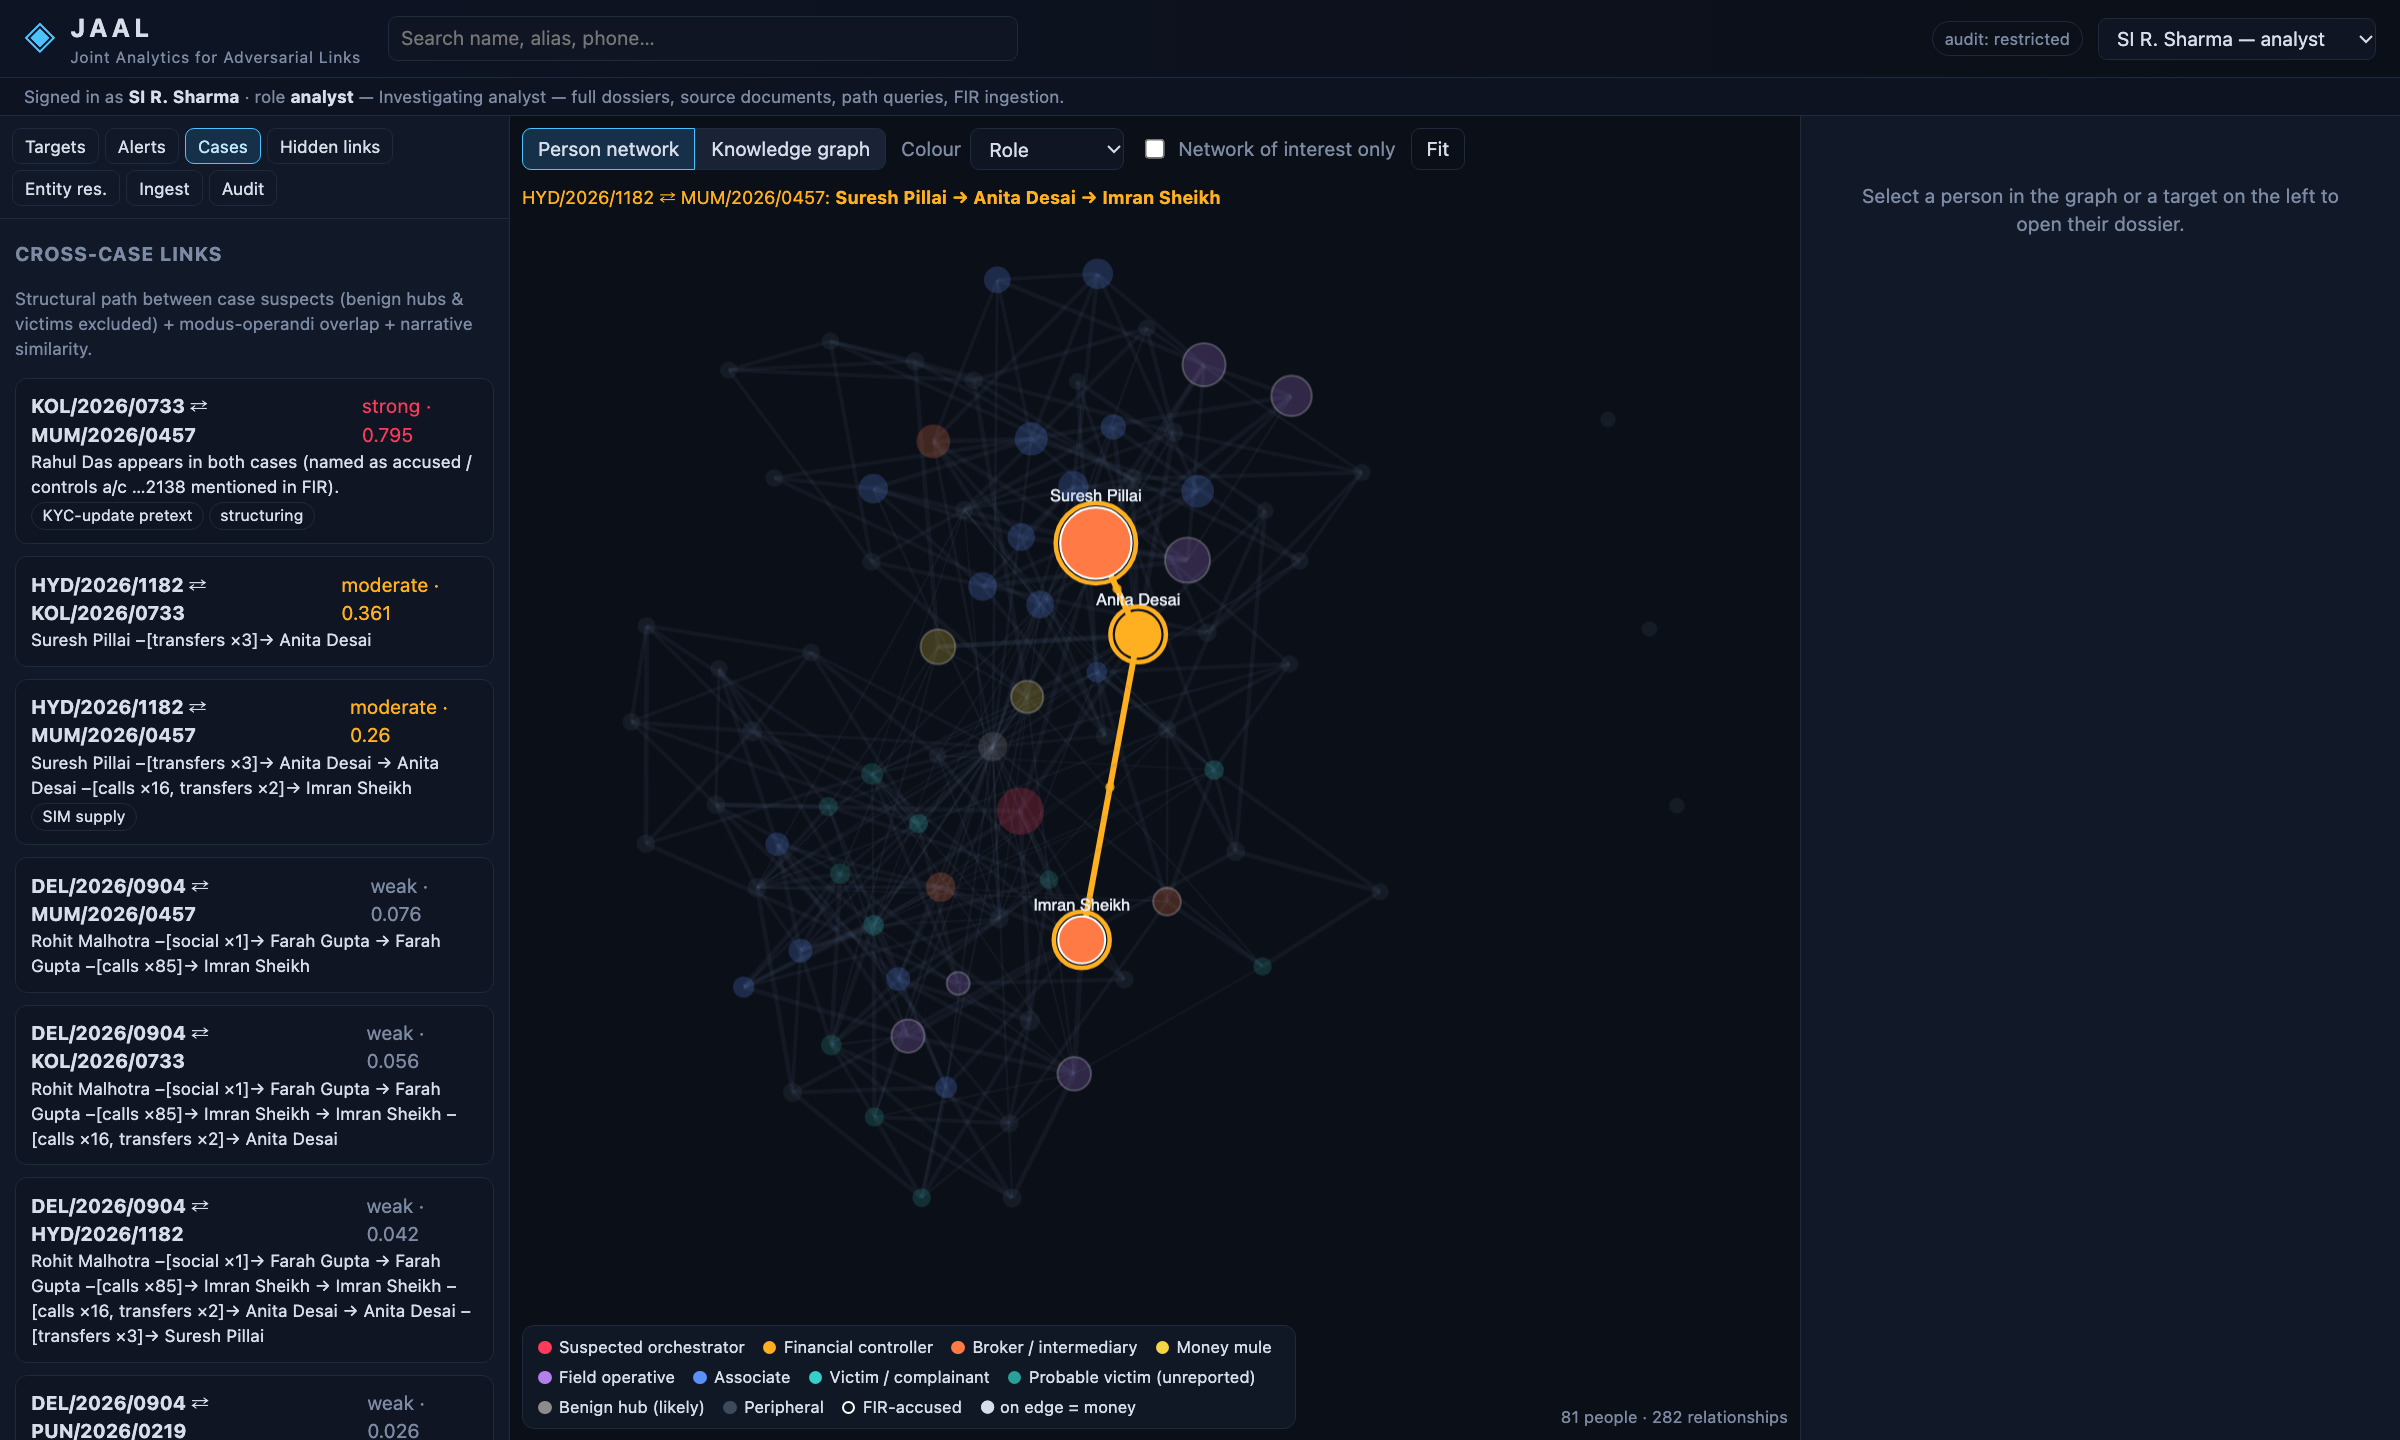 JAAL
Joint Analytics for Adversarial Links
Search name, alias, phone...
audit: restricted
SI R. Sharma — analyst
Signed in as SI R. Sharma · role analyst — Investigating analyst — full dossiers, source documents, path queries, FIR ingestion.
Targets
Alerts
Cases
Hidden links
Entity res.
Ingest
Audit
CROSS-CASE LINKS
Structural path between case suspects (benign hubs &
victims excluded) + modus-operandi overlap + narrative
similarity.
KOL/2026/0733 ⇄ strong ·
MUM/2026/0457 0.795
Rahul Das appears in both cases (named as accused /
controls a/c …2138 mentioned in FIR).
KYC-update pretext structuring
HYD/2026/1182 ⇄ moderate ·
KOL/2026/0733 0.361
Suresh Pillai –[transfers ×3]→ Anita Desai
HYD/2026/1182 ⇄ moderate ·
MUM/2026/0457 0.26
Suresh Pillai –[transfers ×3]→ Anita Desai → Anita
Desai –[calls ×16, transfers ×2]→ Imran Sheikh
SIM supply
DEL/2026/0904 ⇄ weak ·
MUM/2026/0457 0.076
Rohit Malhotra –[social ×1]→ Farah Gupta → Farah
Gupta –[calls ×85]→ Imran Sheikh
DEL/2026/0904 ⇄ weak ·
KOL/2026/0733 0.056
Rohit Malhotra –[social ×1]→ Farah Gupta → Farah
Gupta –[calls ×85]→ Imran Sheikh → Imran Sheikh –
[calls ×16, transfers ×2]→ Anita Desai
DEL/2026/0904 ⇄ weak ·
HYD/2026/1182 0.042
Rohit Malhotra –[social ×1]→ Farah Gupta → Farah
Gupta –[calls ×85]→ Imran Sheikh → Imran Sheikh –
[calls ×16, transfers ×2]→ Anita Desai → Anita Desai –
[transfers ×3]→ Suresh Pillai
DEL/2026/0904 ⇄ weak ·
PUN/2026/0219 0.026
Person network
Knowledge graph
Colour
Role
Network of interest only
Fit
HYD/2026/1182 ⇄ MUM/2026/0457: Suresh Pillai → Anita Desai → Imran Sheikh
Suresh Pillai
Anita Desai
Imran Sheikh
Suspected orchestrator Financial controller Broker / intermediary Money mule
Field operative Associate Victim / complainant Probable victim (unreported)
Benign hub (likely) Peripheral FIR-accused on edge = money
81 people · 282 relationships
Select a person in the graph or a target on the left to
open their dossier.